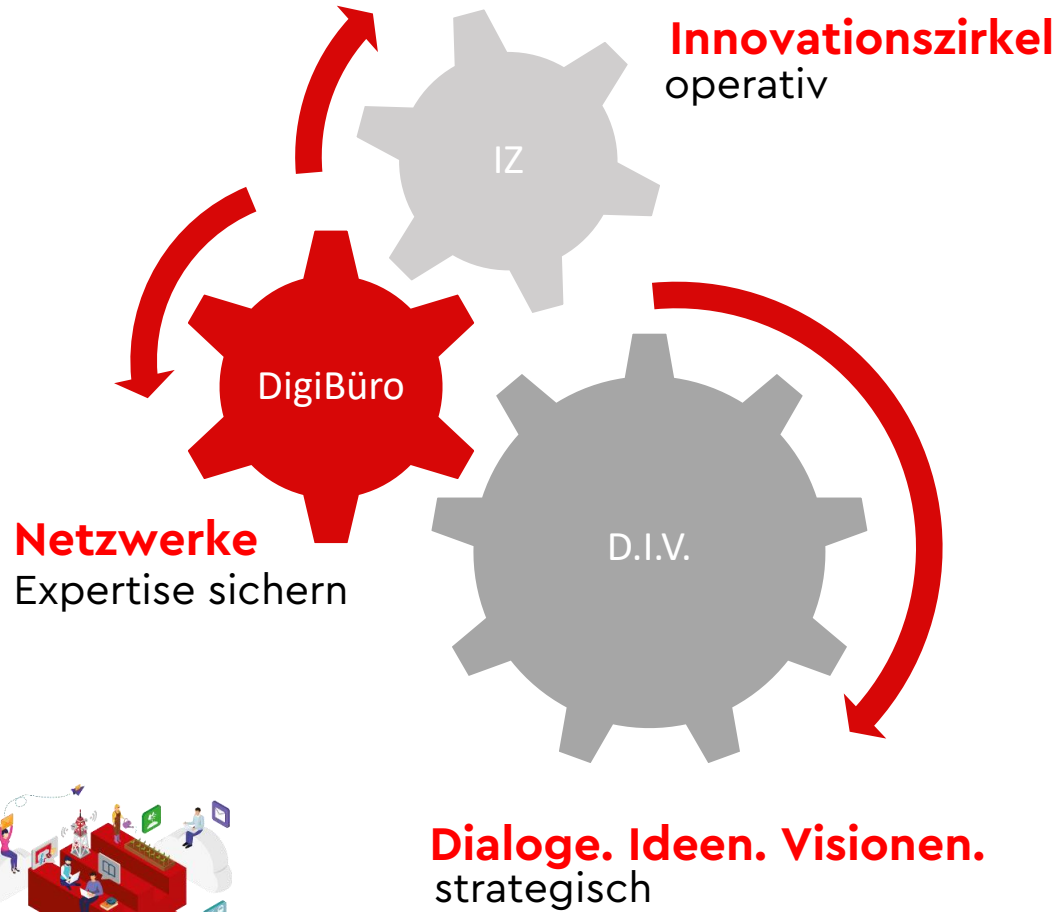 Innovationszirkel
operativ
IZ
DigiBüro
Netzwerke
Expertise sichern
D.I.V.
Dialoge. Ideen. Visionen.
strategisch